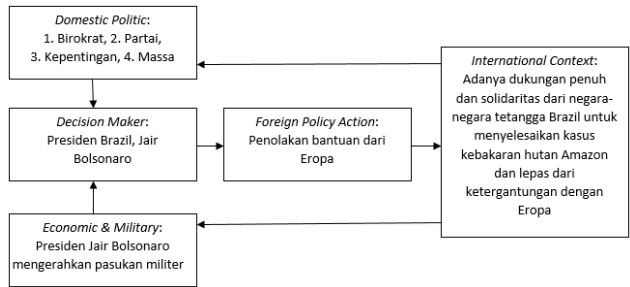 Domestic Politic:
1. Birokrat, 2. Partai,
3. Kepentingan, 4. Massa
Decision Maker:
Presiden Brazil, Jair
Bolsonaro
Economic & Military:
Presiden Jair Bolsonaro
mengerahkan pasukan militer
Foreign Policy Action:
Penolakan bantuan dari
Eropa
International Context:
Adanya dukungan penuh
dan solidaritas dari negara-
negara tetangga Brazil untuk
menyelesaikan kasus
kebakaran hutan Amazon
dan lepas dari
ketergantungan dengan
Eropa